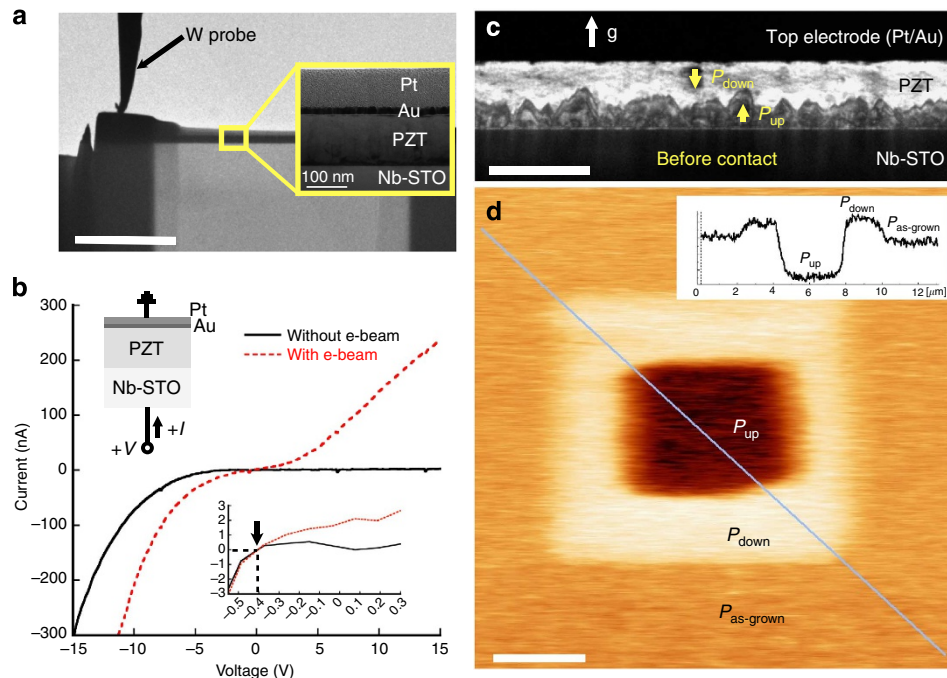 a
W probe
Pt
Au
PZT
100 nm
Nb-STO
b
300
200
100
0
−100
−200
−300
Current (nA)
Pt
Au
PZT
Nb-STO
+V
+I
Without e-beam
With e-beam
3
2
1
0
−1
−2
−3
−0.5
−0.4
−0.3
−0.2
−0.1
0
0.1
0.2
0.3
−15
−10
−5
0
5
10
15
Voltage (V)
c
g
Top electrode (Pt/Au)
Pdown
PZT
Pup
Before contact
Nb-STO
d
Pdown
Pas-grown
Pup
0 2 4 6 8 10 12 [μm]
Pup
Pdown
Pas-grown